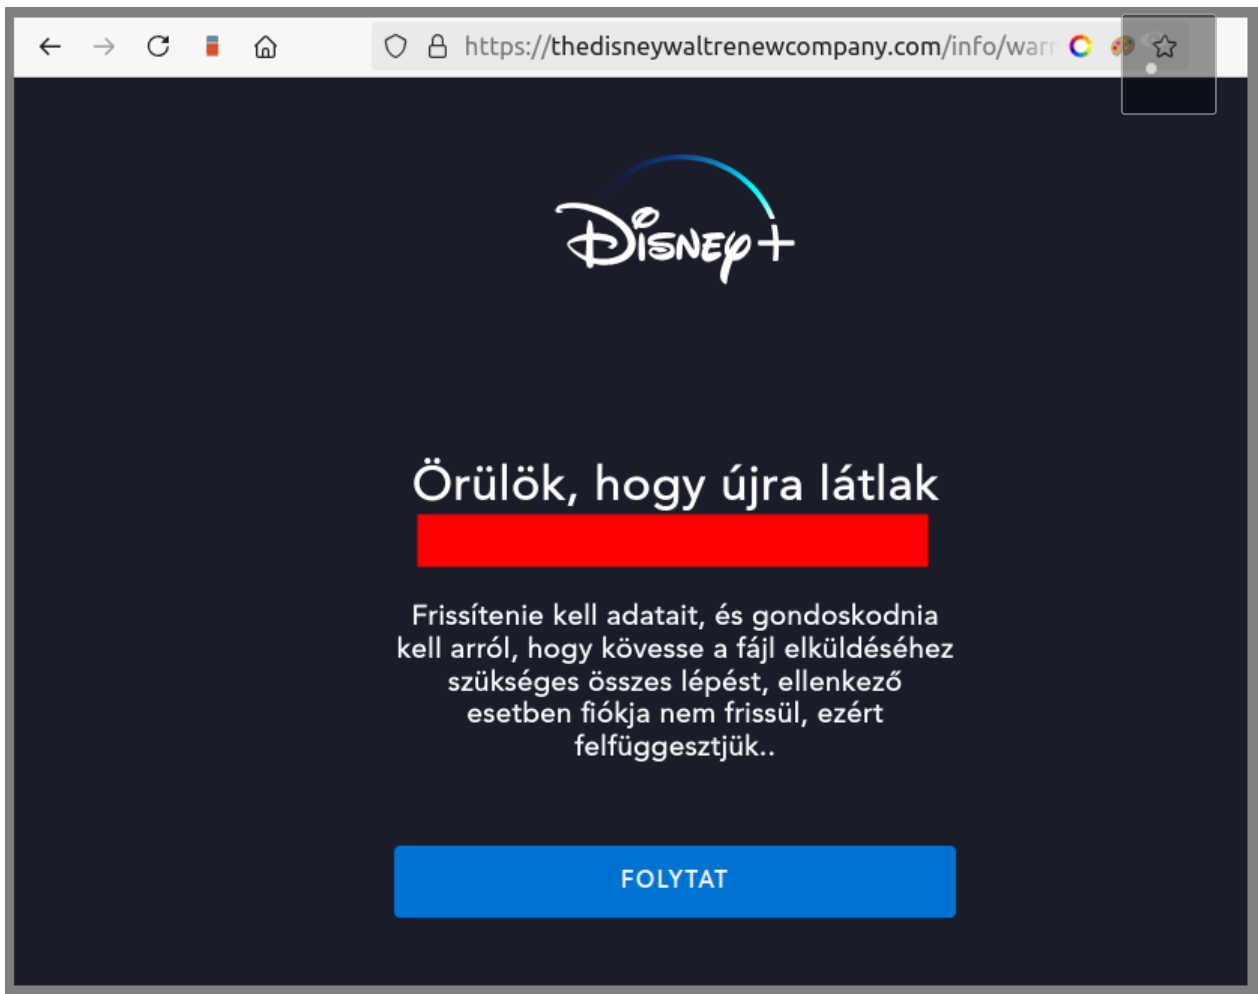 https://thedisneywaltrenewcompany.com/info/warn
Disney+
Örülök, hogy újra látlak
Frissítenie kell adatait, és gondoskodnia
kell arról, hogy kövesse a fájl elküldéséhez
szükséges összes lépést, ellenkező
esetben fiókja nem frissül, ezért
felfüggesztjük..
FOLYTAT